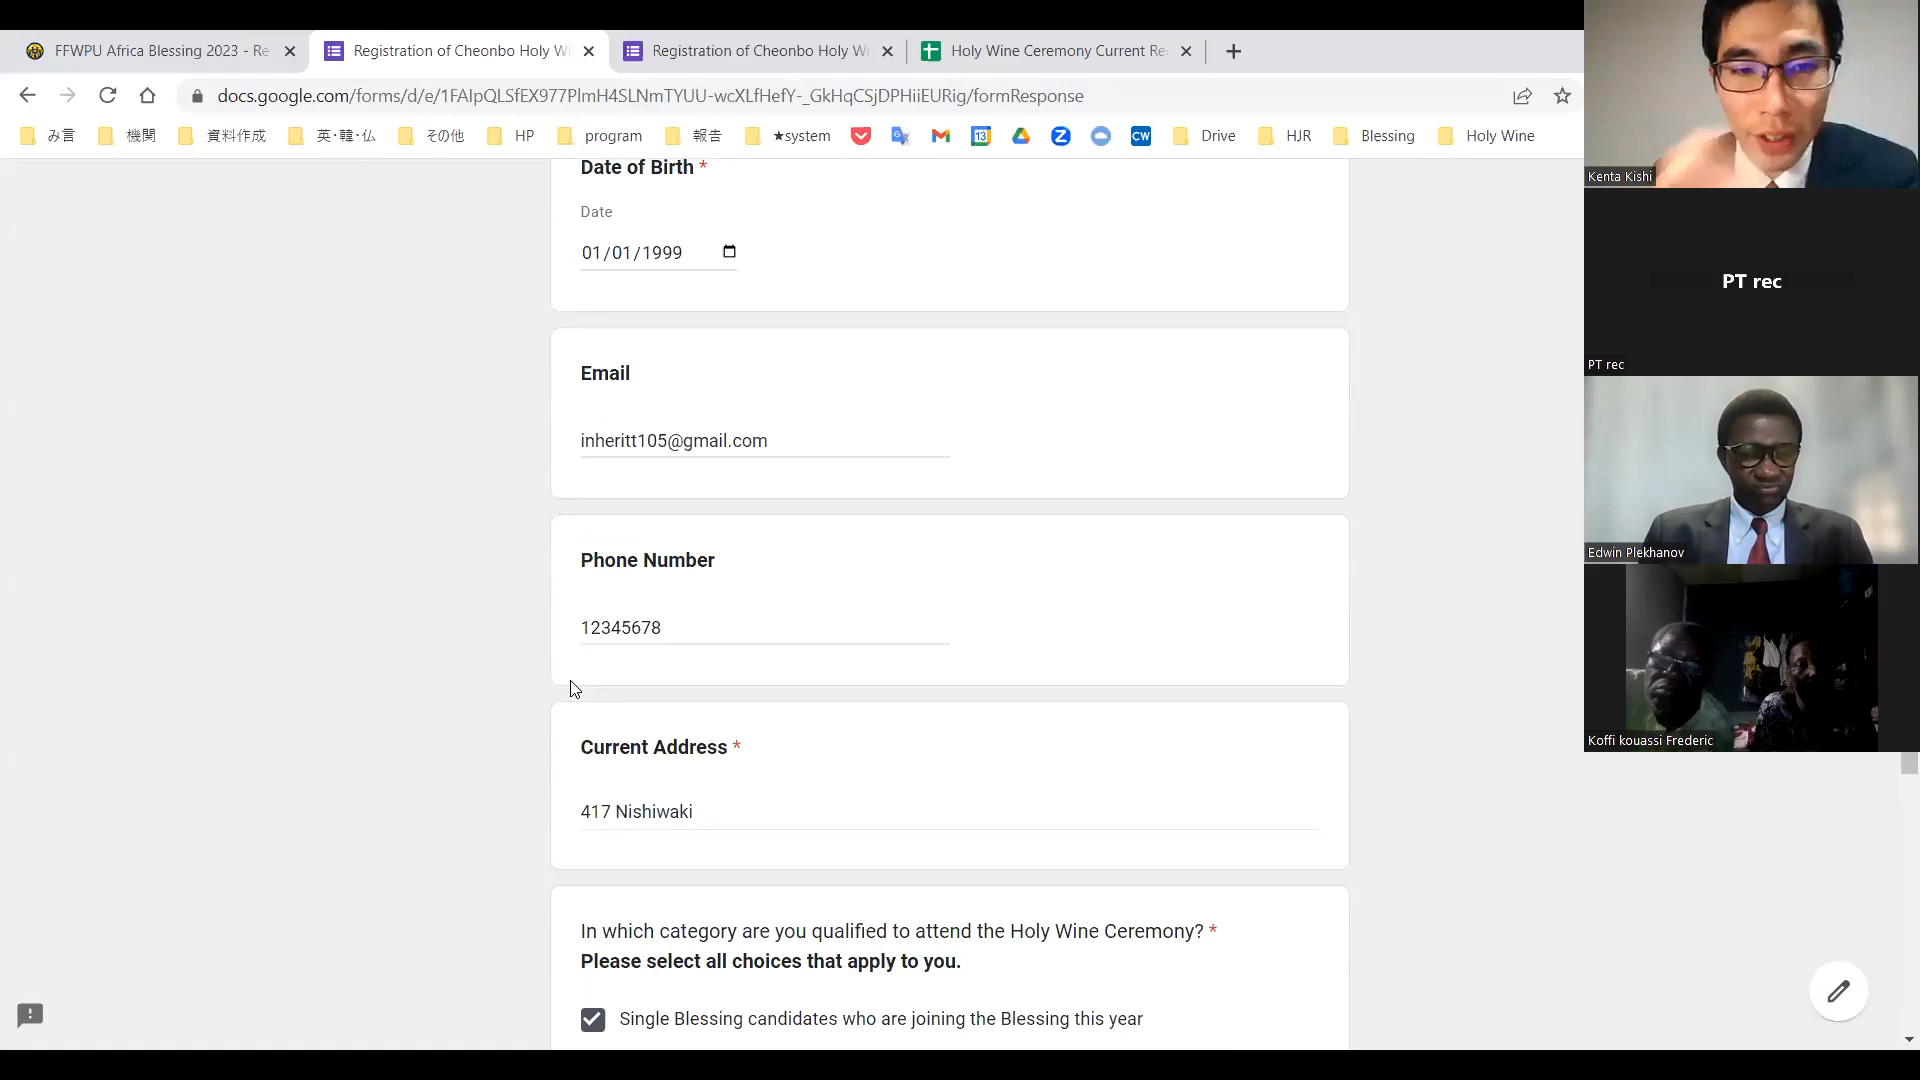 FFWPU Africa Blessing 2023 - Re
Registration of Cheonbo Holy Wi
Registration of Cheonbo Holy Wi
Holy Wine Ceremony Current Re
docs.google.com/forms/d/e/1FAIpQLSfEX977PlmH4SLNmTYUU-wcXLfHefY-_GkHqCSjDPHiiEURig/formResponse
み言
機関
資料作成
英･韓･仏
その他
HP
program
報告
★system
13
CW
Drive
HJR
Blessing
Holy Wine
Date of Birth *
Date
01/01/1999
Email
inheritt105@gmail.com
Phone Number
12345678
Current Address *
417 Nishiwaki
In which category are you qualified to attend the Holy Wine Ceremony? *
Please select all choices that apply to you.
Single Blessing candidates who are joining the Blessing this year
Kenta Kishi
PT rec
PT rec
Edwin Plekhanov
Koffi kouassi Frederic